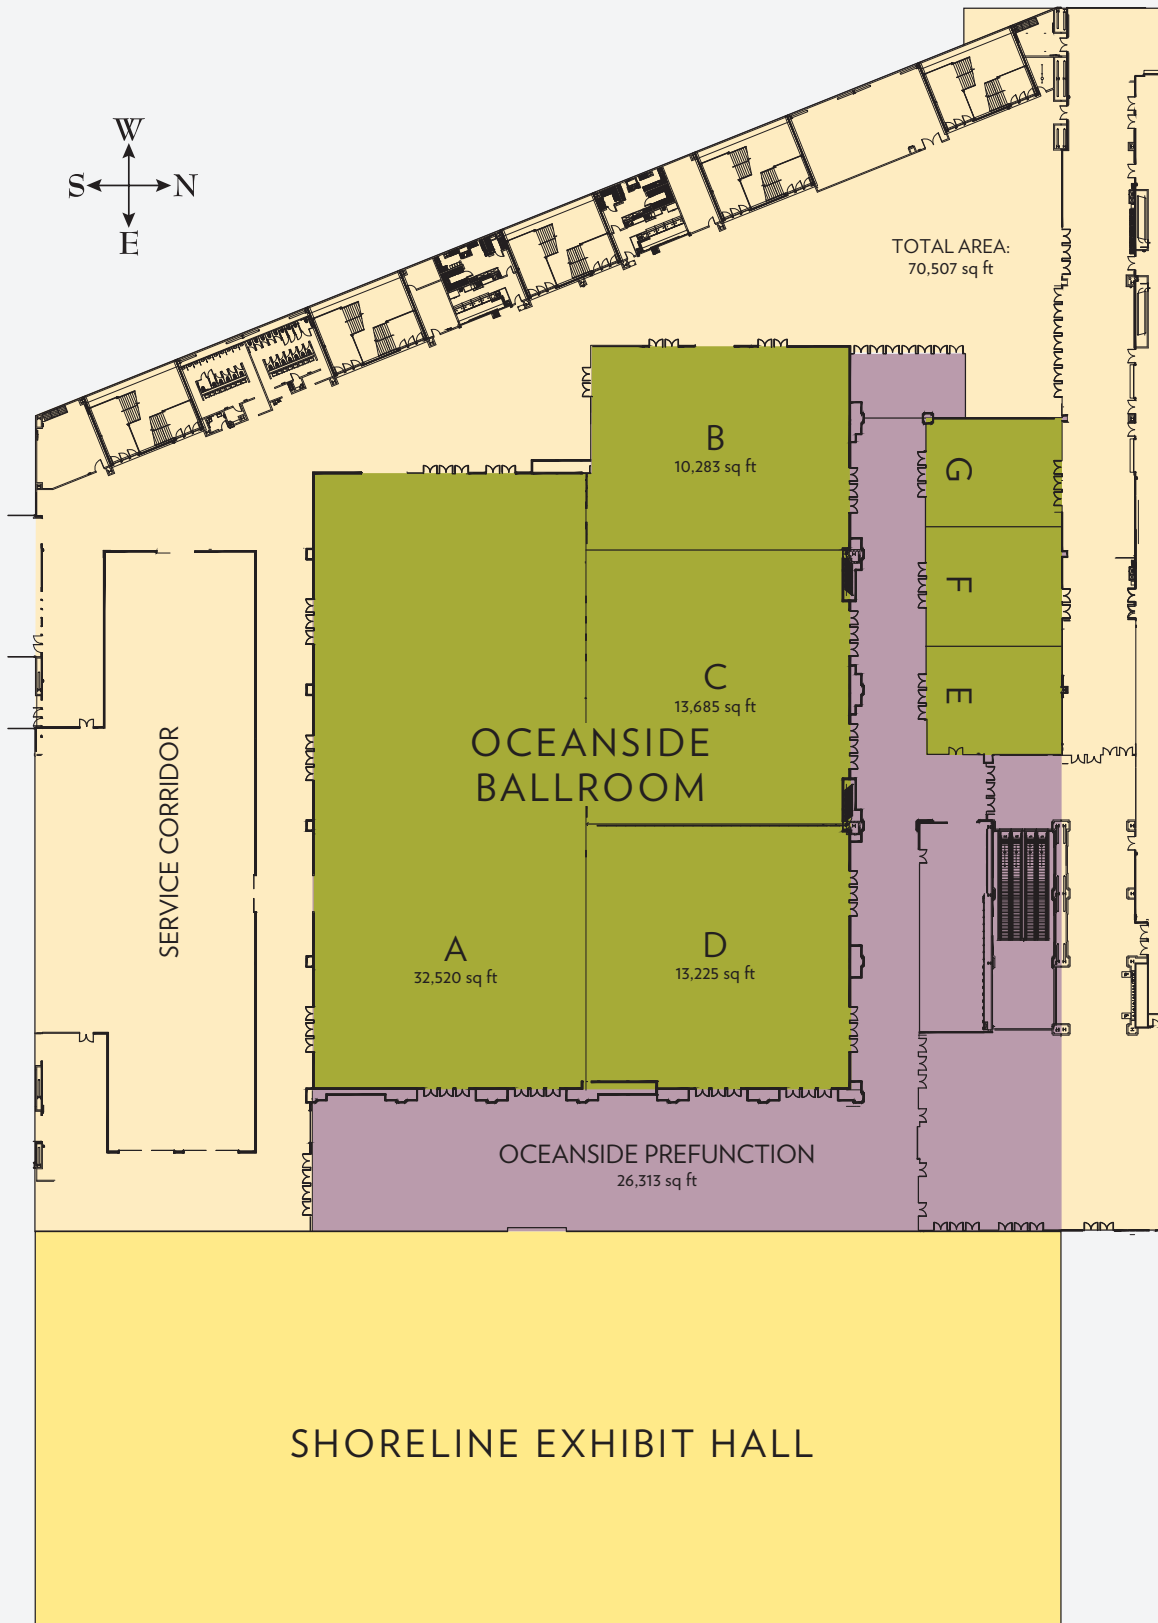 W
S N
E
TOTAL AREA:
70,507 sq ft
B
10,283 sq ft
G
F
C
13,685 sq ft
E
OCEANSIDE
BALLROOM
SERVICE CORRIDOR
A
32,520 sq ft
D
13,225 sq ft
OCEANSIDE PREFUNCTION
26,313 sq ft
SHORELINE EXHIBIT HALL